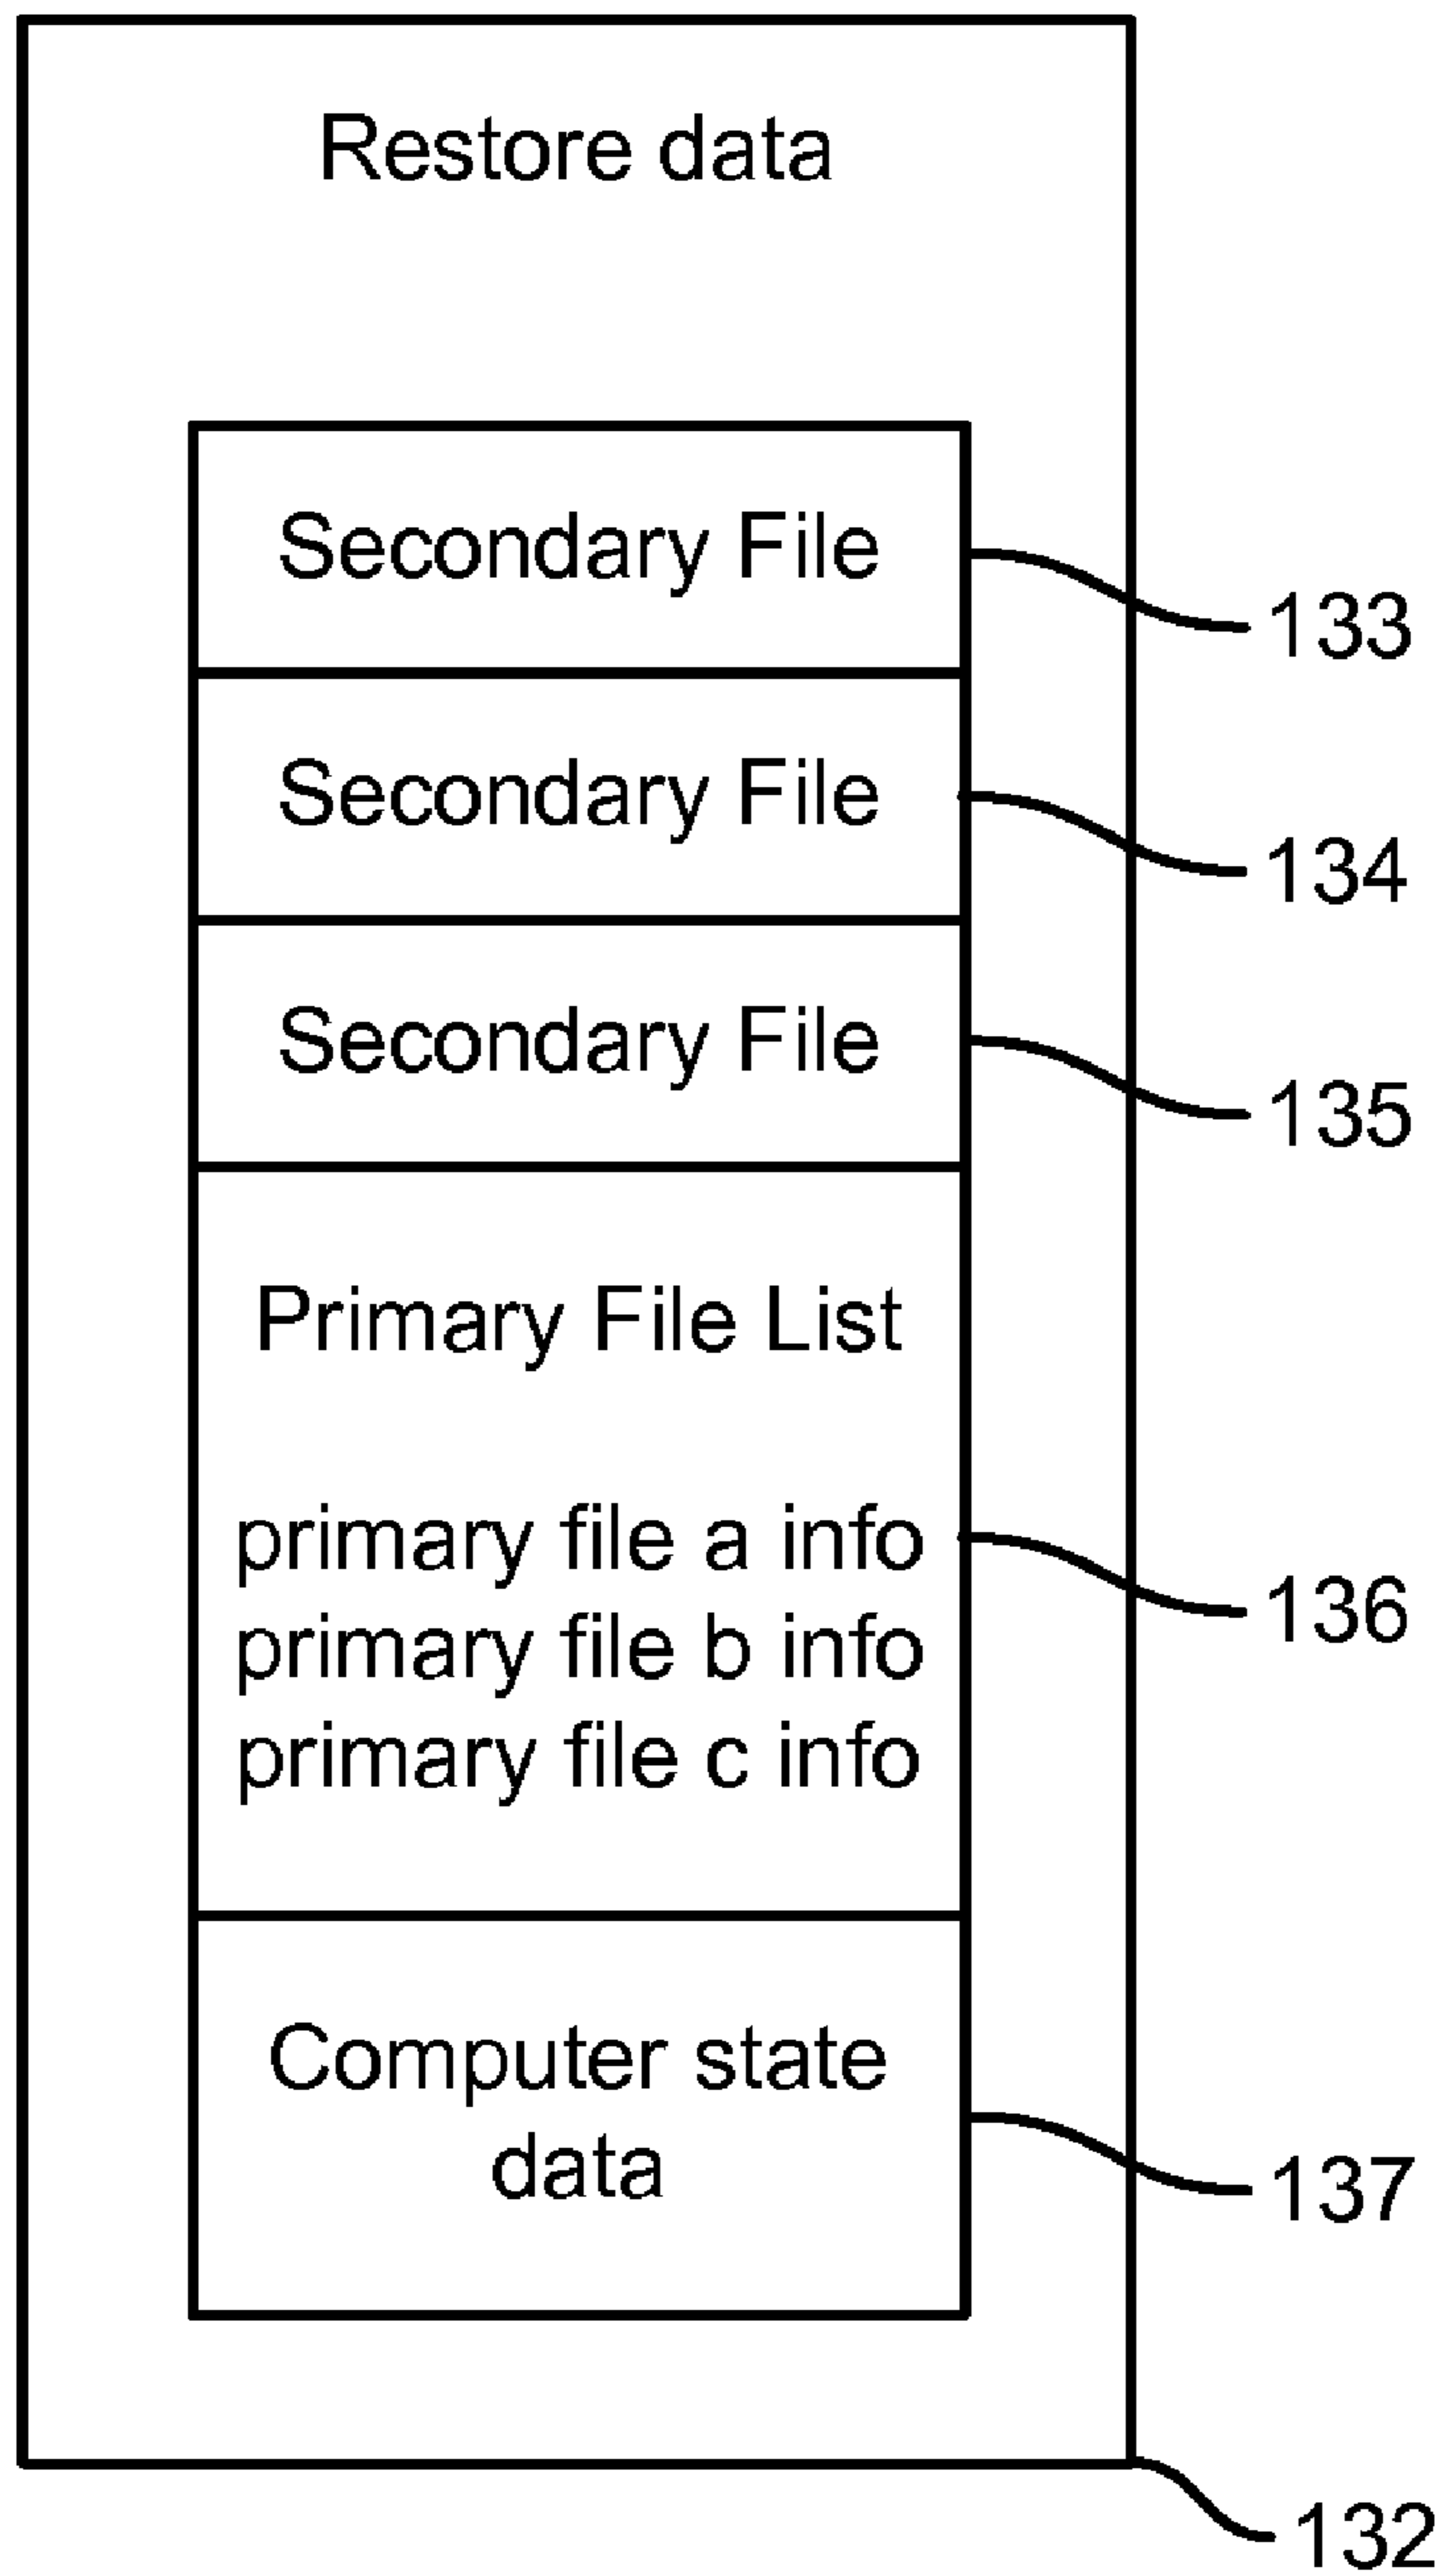 Restore data
Secondary File
133
Secondary File
134
Secondary File
135
Primary File List
primary file a info
136
primary file b info
primary file c info
Computer state
data
137
132